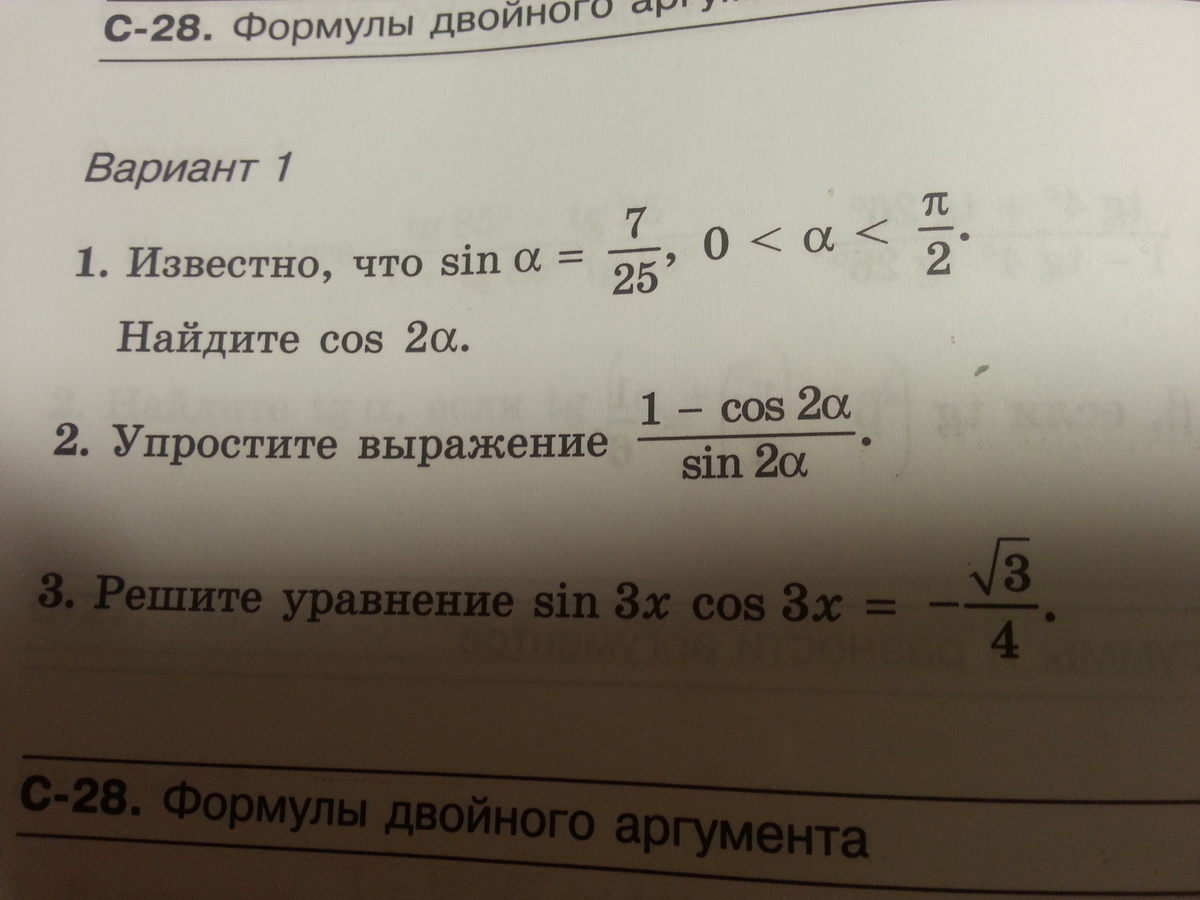 С-28. Формулы двойного
Вариант 1
1. Известно, что sin α = 7/25, 0 < α < π/2.
Найдите cos 2α.
2. Упростите выражение (1 – cos 2α)/(sin 2α).
3. Решите уравнение sin 3x cos 3x = –√3/4.
С-28. Формулы двойного аргумента